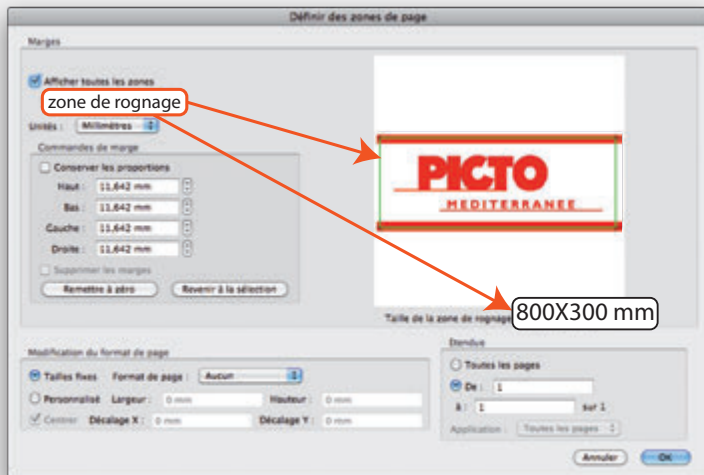 Définir des zones de page
Marges
Afficher toutes les zones
zone de rognage
Unités : Millimètres
Commandes de marge
Conserver les proportions
Haut : 11,642 mm
Bas : 11,642 mm
Gauche : 11,642 mm
Droite : 11,642 mm
Supprimer les marges
Remettre à zéro Revenir à la sélection
PICTO
MEDITERRANEE
Taille de la zone de rognage 800X300 mm
Modification du format de page
Tailles fixes Format de page : Aucun
Personnalisé Largeur : 0 mm Hauteur : 0 mm
Centrer Décalage X : 0 mm Décalage Y : 0 mm
Etendue
Toutes les pages
De : 1
à : 1 sur 1
Application : Toutes les pages
Annuler OK